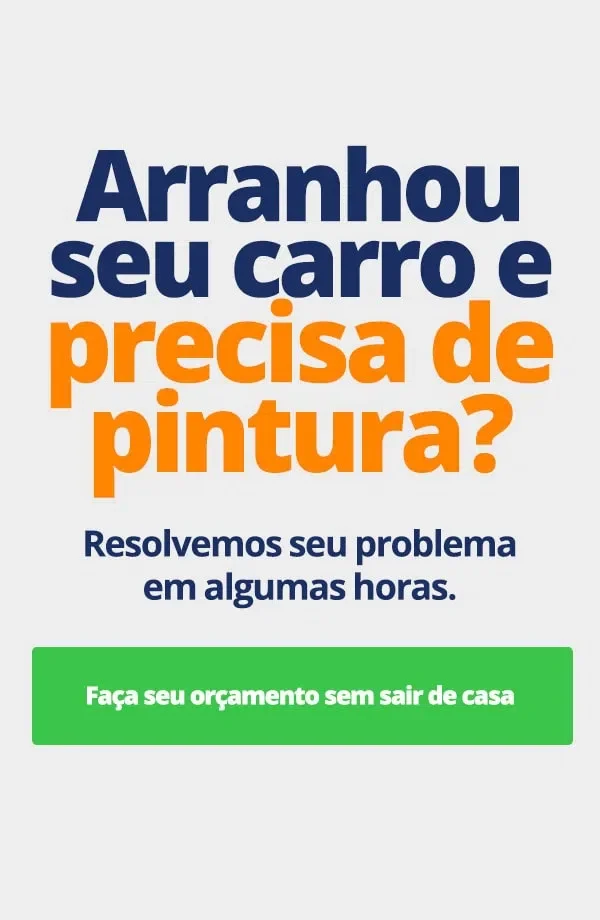 Arranhou
seu carro e
precisa de
pintura?
Resolvemos seu problema
em algumas horas.
Faça seu orçamento sem sair de casa